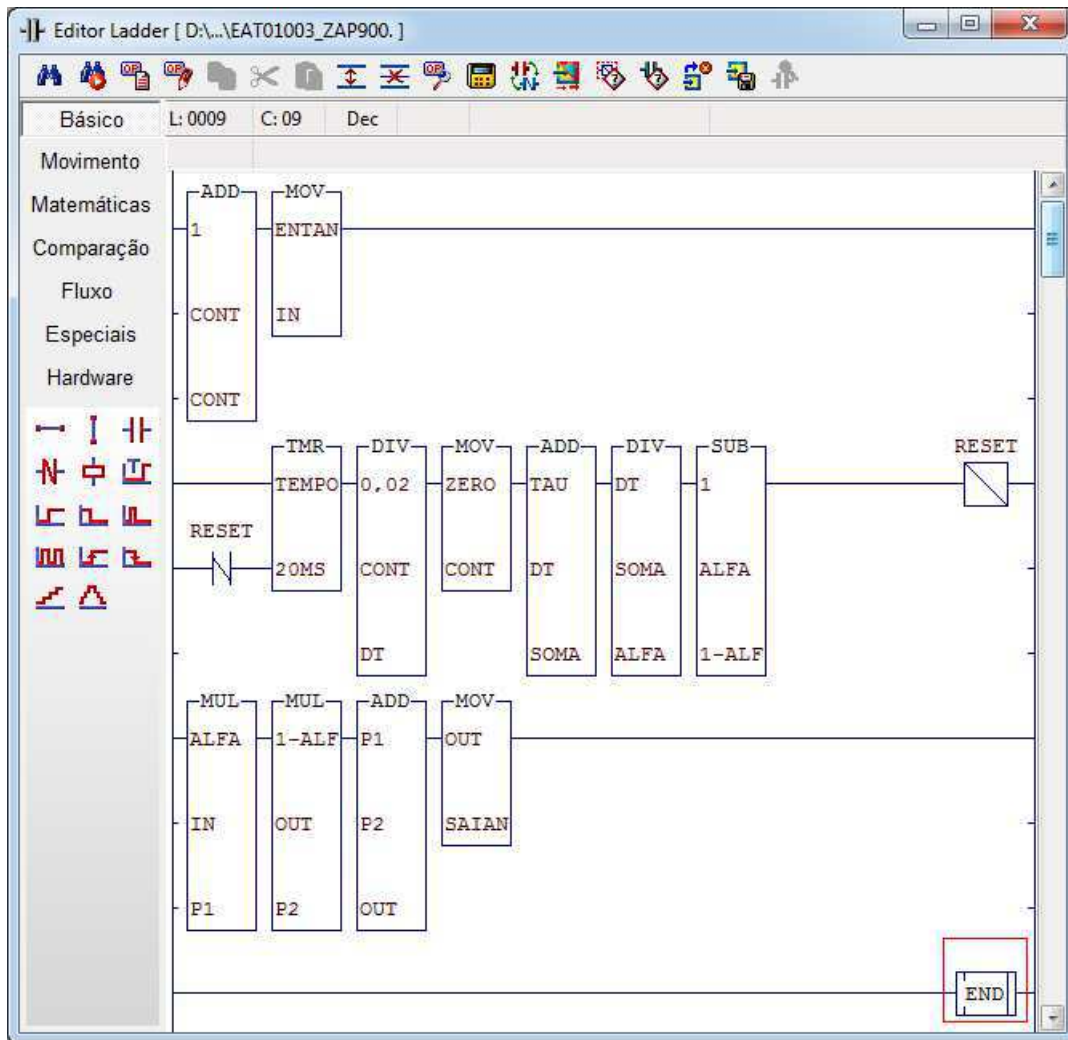 Editor Ladder [ D:\...\EAT01003_ZAP900. ]
Básico L: 0009 C: 09 Dec
Movimento
Matemáticas
Comparação
Fluxo
Especiais
Hardware
ADD MOV
1 ENTAN
CONT IN
CONT
TMR DIV MOV ADD DIV SUB RESET
TEMPO 0,02 ZERO TAU DT 1
RESET
20MS CONT CONT DT SOMA ALFA
DT SOMA ALFA 1-ALF
MUL MUL ADD MOV
ALFA 1-ALF P1 OUT
IN OUT P2 SAIAN
P1 P2 OUT
END